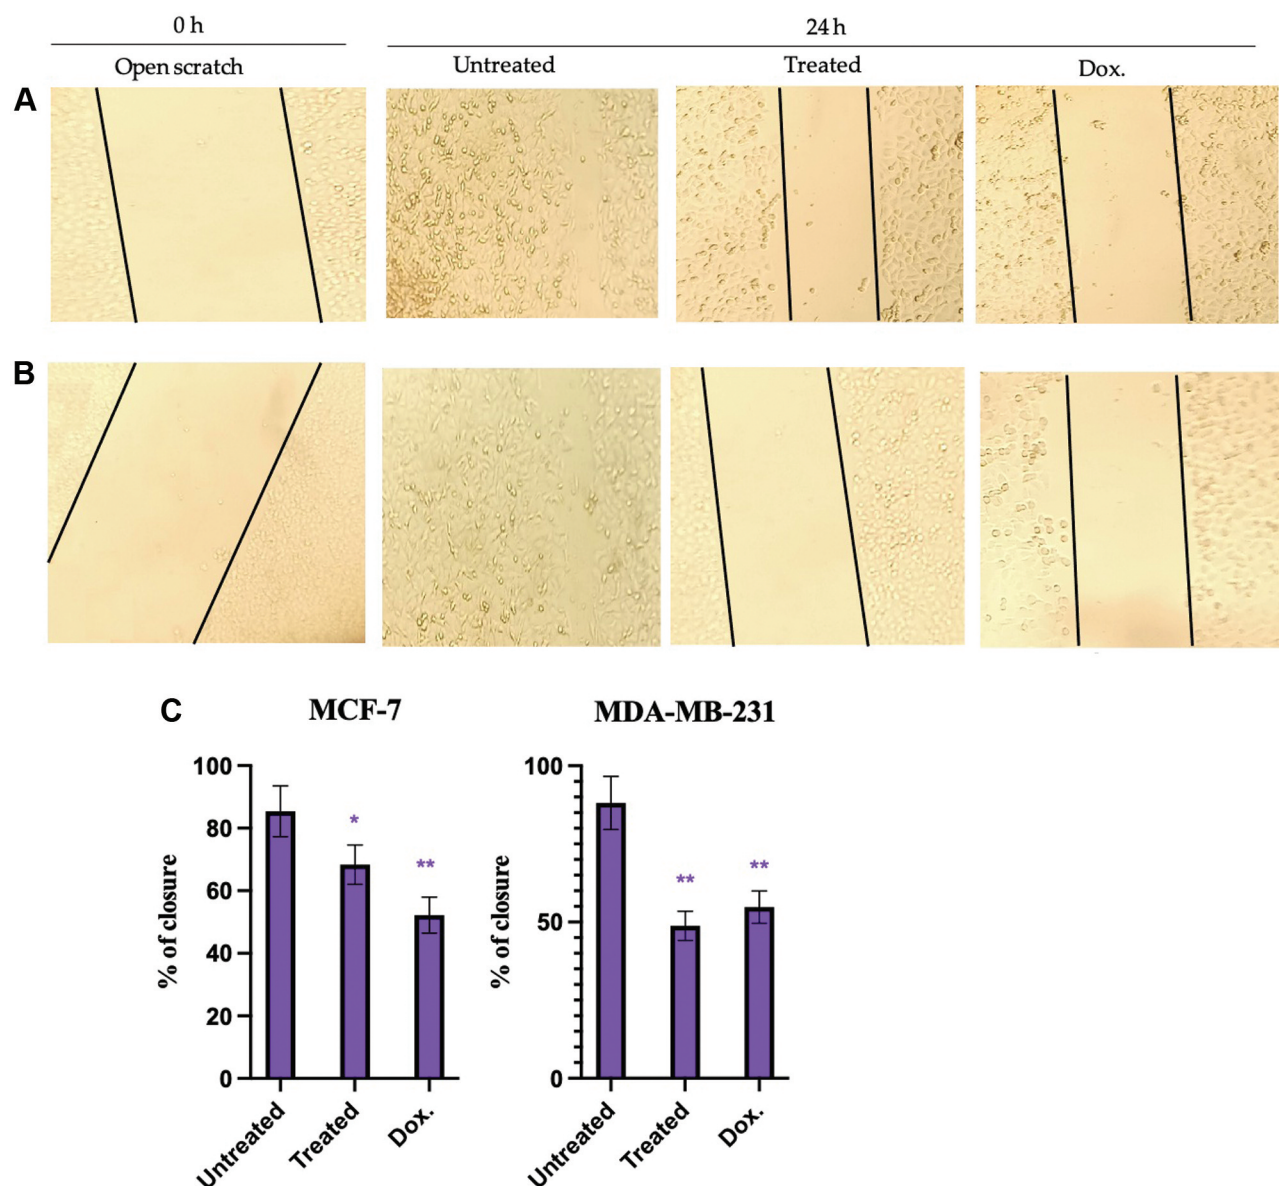 0 h 24 h
Open scratch Untreated Treated Dox.
A
B
C MCF-7 MDA-MB-231
% of closure
100
80
60
40
20
0
Untreated Treated Dox.
% of closure
100
50
0
Untreated Treated Dox.
* **
** **